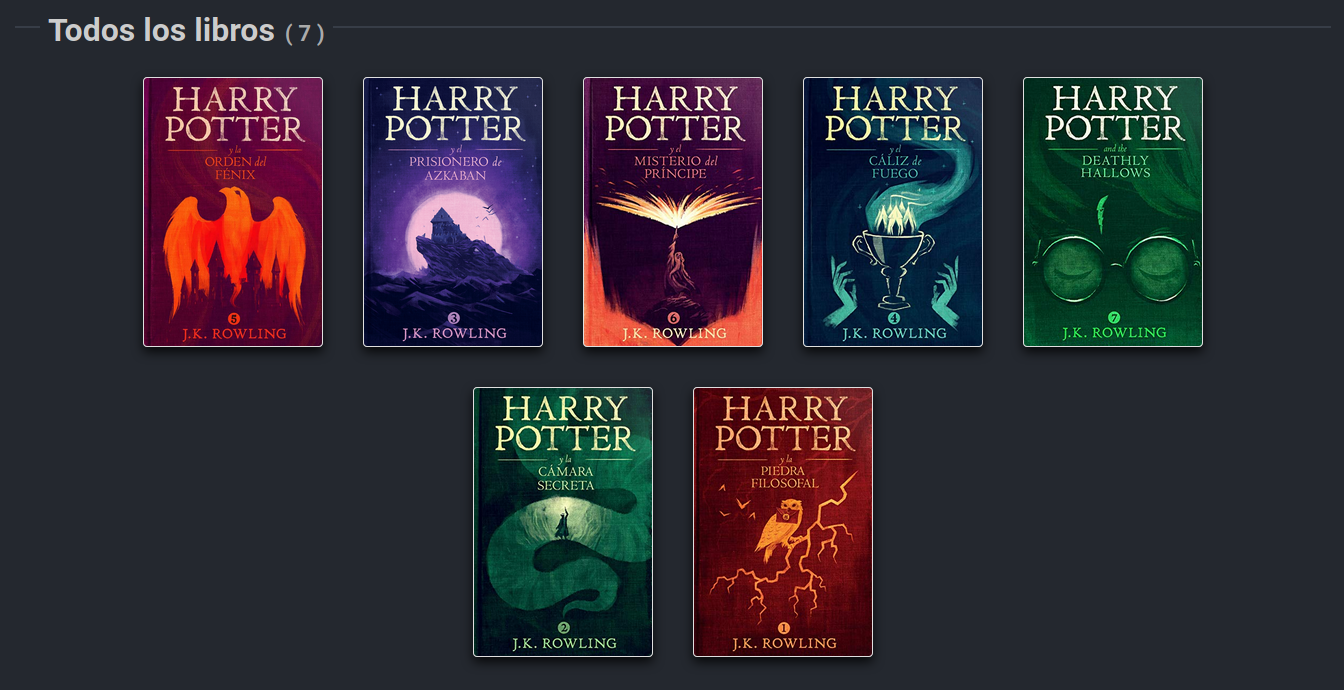 Todos los libros (7)
HARRY
POTTER
y la
ORDEN del
FÉNIX
5
J.K. ROWLING
HARRY
POTTER
y el
PRISIONERO de
AZKABAN
3
J.K. ROWLING
HARRY
POTTER
y el
MISTERIO del
PRÍNCIPE
6
J.K. ROWLING
HARRY
POTTER
y el
CÁLIZ de
FUEGO
4
J.K. ROWLING
HARRY
POTTER
and the
DEATHLY
HALLOWS
7
J.K. ROWLING
HARRY
POTTER
y la
CÁMARA
SECRETA
2
J.K. ROWLING
HARRY
POTTER
y la
PIEDRA
FILOSOFAL
1
J.K. ROWLING